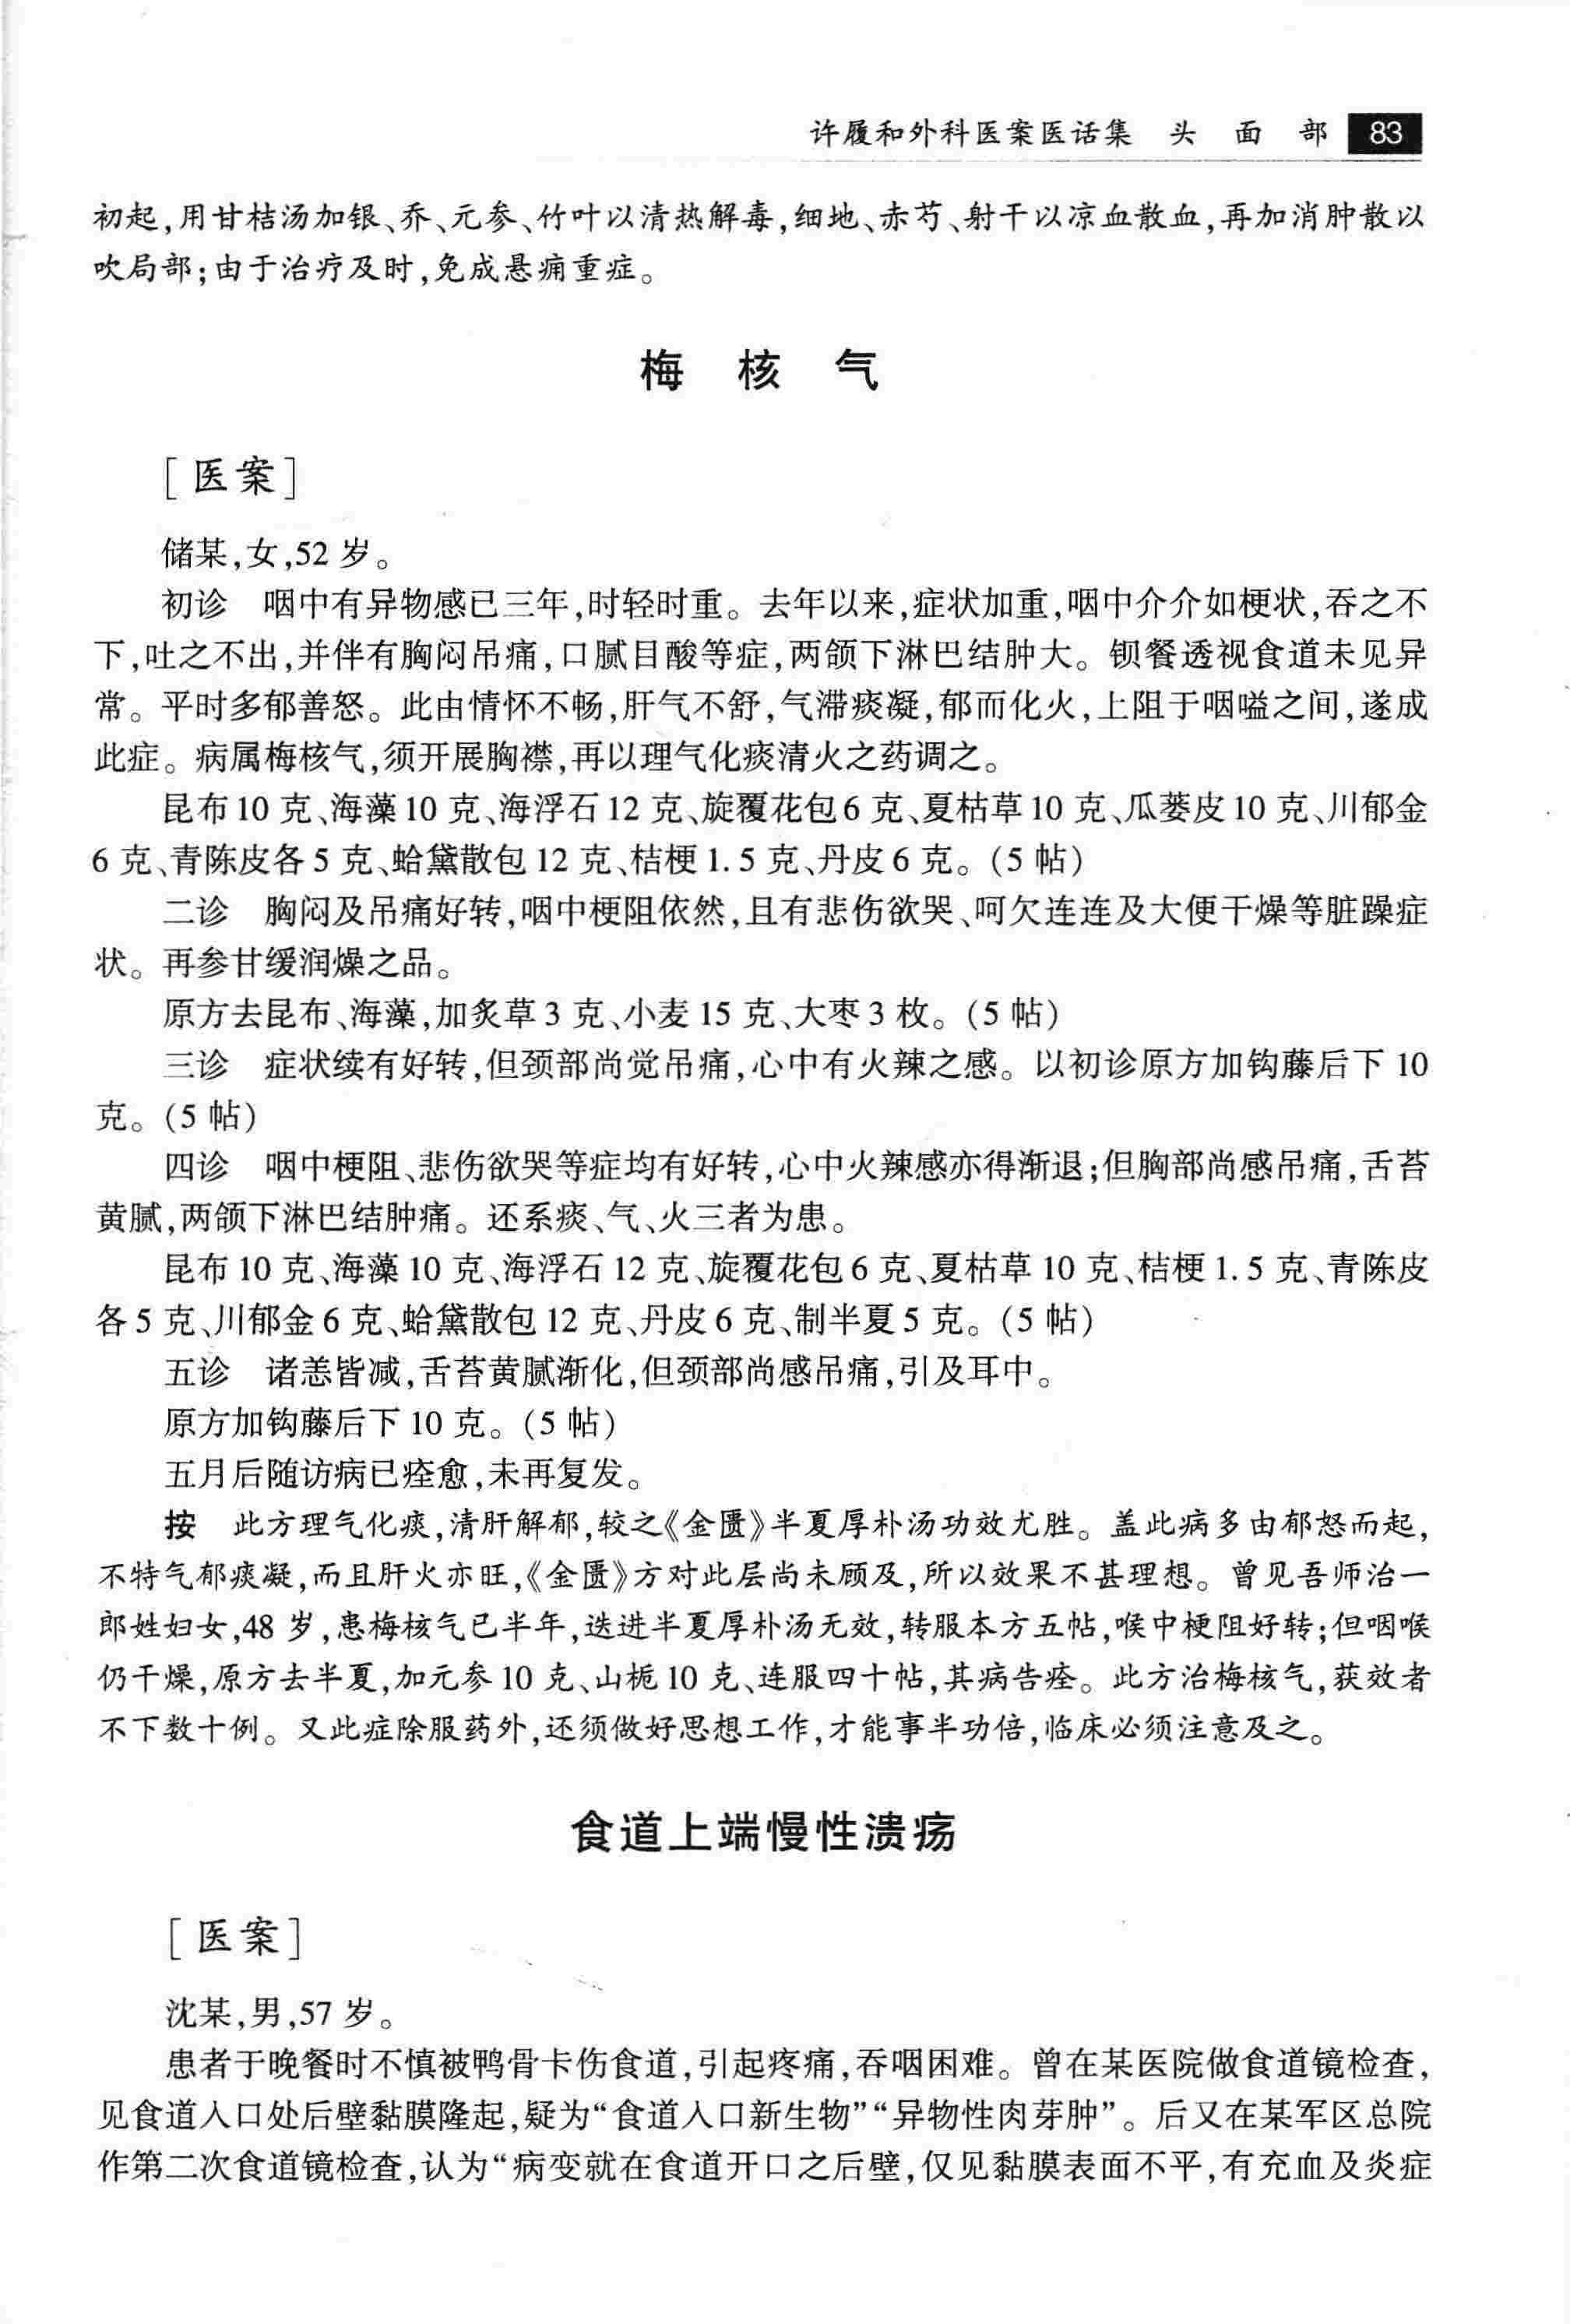 许履和外科医案医话集 头 面 部 83
初起,用甘桔汤加银、乔、元参、竹叶以清热解毒,细地、赤芍、射干以凉血散血,再加消肿散以
吹局部;由于治疗及时,免成悬痈重症。
梅 核 气
[医案]
储某,女,52 岁。
初诊 咽中有异物感已三年,时轻时重。去年以来,症状加重,咽中介介如梗状,吞之不
下,吐之不出,并伴有胸闷吊痛,口腻目酸等症,两颌下淋巴结肿大。钡餐透视食道未见异
常。平时多郁善怒。此由情怀不畅,肝气不舒,气滞痰凝,郁而化火,上阻于咽嗌之间,遂成
此症。病属梅核气,须开展胸襟,再以理气化痰清火之药调之。
昆布 10 克、海藻 10 克、海浮石 12 克、旋覆花包 6 克、夏枯草 10 克、瓜蒌皮 10 克、川郁金
6 克、青陈皮各 5 克、蛤黛散包 12 克、桔梗 1.5 克、丹皮 6 克。(5 帖)
二诊 胸闷及吊痛好转,咽中梗阻依然,且有悲伤欲哭、呵欠连连及大便干燥等脏躁症
状。再参甘缓润燥之品。
原方去昆布、海藻,加炙草 3 克、小麦 15 克、大枣 3 枚。(5 帖)
三诊 症状续有好转,但颈部尚觉吊痛,心中有火辣之感。以初诊原方加钩藤后下 10
克。(5 帖)
四诊 咽中梗阻、悲伤欲哭等症均有好转,心中火辣感亦得渐退;但胸部尚感吊痛,舌苔
黄腻,两颌下淋巴结肿痛。还系痰、气、火三者为患。
昆布 10 克、海藻 10 克、海浮石 12 克、旋覆花包 6 克、夏枯草 10 克、桔梗 1.5 克、青陈皮
各 5 克、川郁金 6 克、蛤黛散包 12 克、丹皮 6 克、制半夏 5 克。(5 帖)
五诊 诸恙皆减,舌苔黄腻渐化,但颈部尚感吊痛,引及耳中。
原方加钩藤后下 10 克。(5 帖)
五月后随访病已痊愈,未再复发。
按 此方理气化痰,清肝解郁,较之《金匮》半夏厚朴汤功效尤胜。盖此病多由郁怒而起,
不特气郁痰凝,而且肝火亦旺,《金匮》方对此层尚未顾及,所以效果不甚理想。曾见吾师治一
郎姓妇女,48 岁,患梅核气已半年,迭进半夏厚朴汤无效,转服本方五帖,喉中梗阻好转;但咽喉
仍干燥,原方去半夏,加元参 10 克、山栀 10 克、连服四十帖,其病告痊。此方治梅核气,获效者
不下数十例。又此症除服药外,还须做好思想工作,才能事半功倍,临床必须注意及之。
食道上端慢性溃疡
[医案]
沈某,男,57 岁。
患者于晚餐时不慎被鸭骨卡伤食道,引起疼痛,吞咽困难。曾在某医院做食道镜检查,
见食道入口处后壁黏膜隆起,疑为“食道入口新生物”“异物性肉芽肿”。后又在某军区总院
作第二次食道镜检查,认为“病变就在食道开口之后壁,仅见黏膜表面不平,有充血及炎症